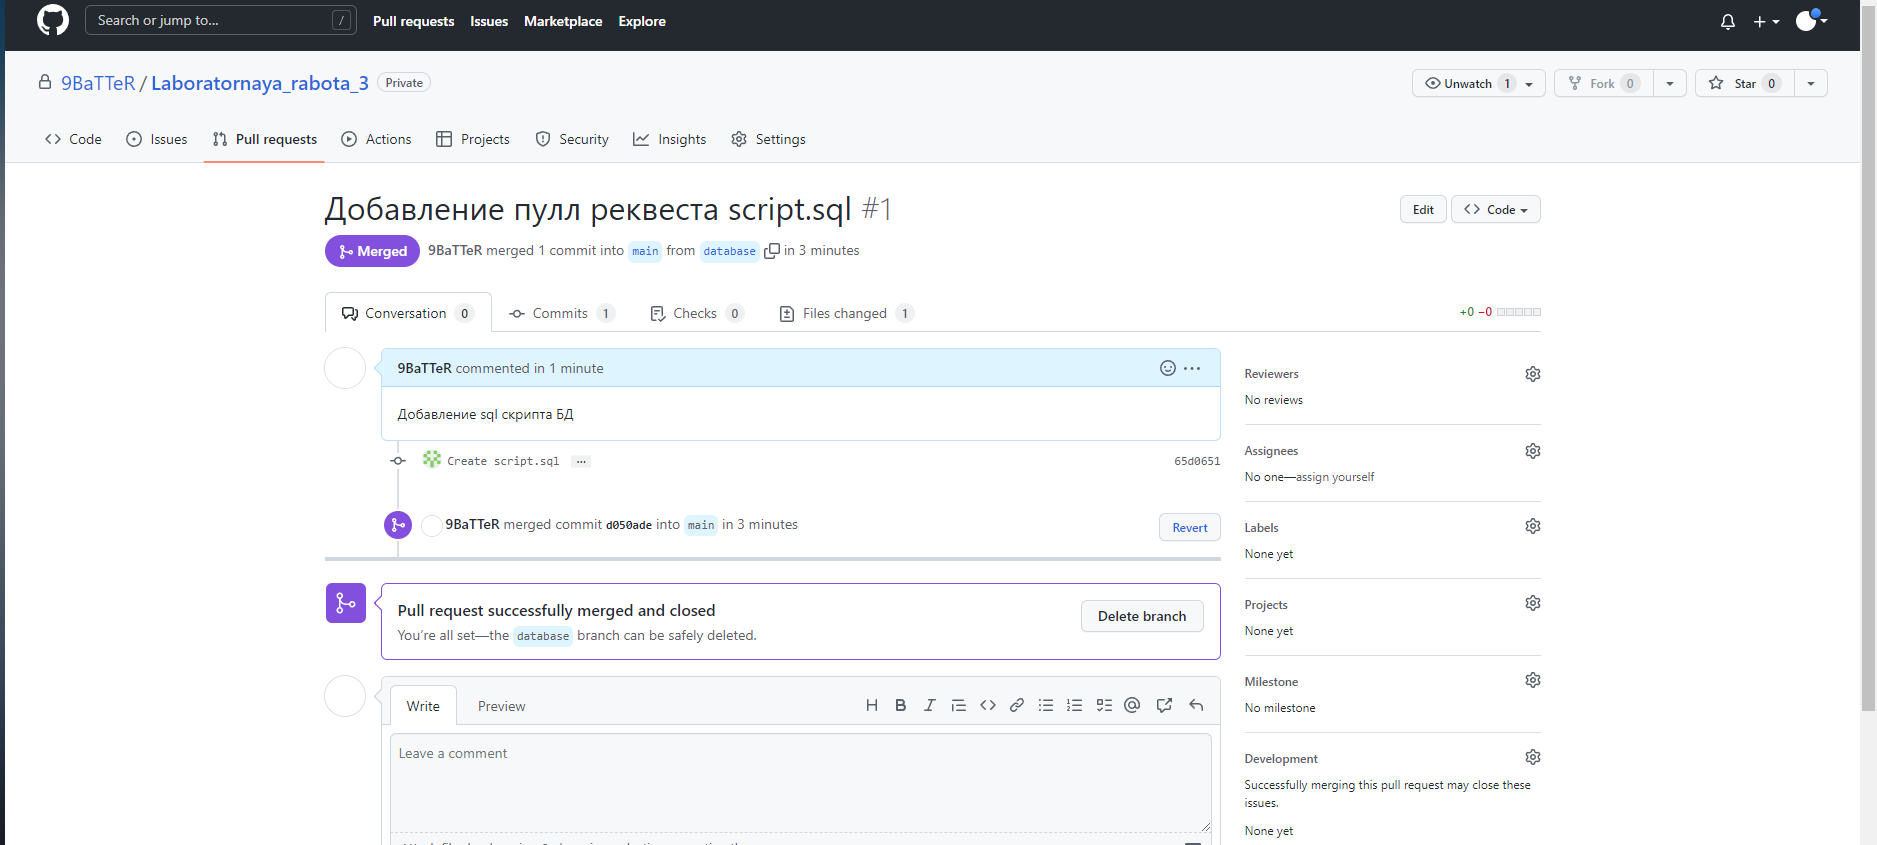 Search or jump to... / Pull requests Issues Marketplace Explore
9BaTTeR / Laboratornaya_rabota_3 Private Unwatch 1 Fork 0 Star 0
Code Issues Pull requests Actions Projects Security Insights Settings
Добавление пулл реквеста script.sql #1 Edit Code
Merged 9BaTTeR merged 1 commit into main from database in 3 minutes
Conversation 0 Commits 1 Checks 0 Files changed 1 +0 −0
9BaTTeR commented in 1 minute
Добавление sql скрипта БД
Create script.sql ... 65d0651
9BaTTeR merged commit d050ade into main in 3 minutes Revert
Pull request successfully merged and closed
You're all set—the database branch can be safely deleted.
Delete branch
Write Preview
Leave a comment
Reviewers
No reviews
Assignees
No one—assign yourself
Labels
None yet
Projects
None yet
Milestone
No milestone
Development
Successfully merging this pull request may close these
issues.
None yet